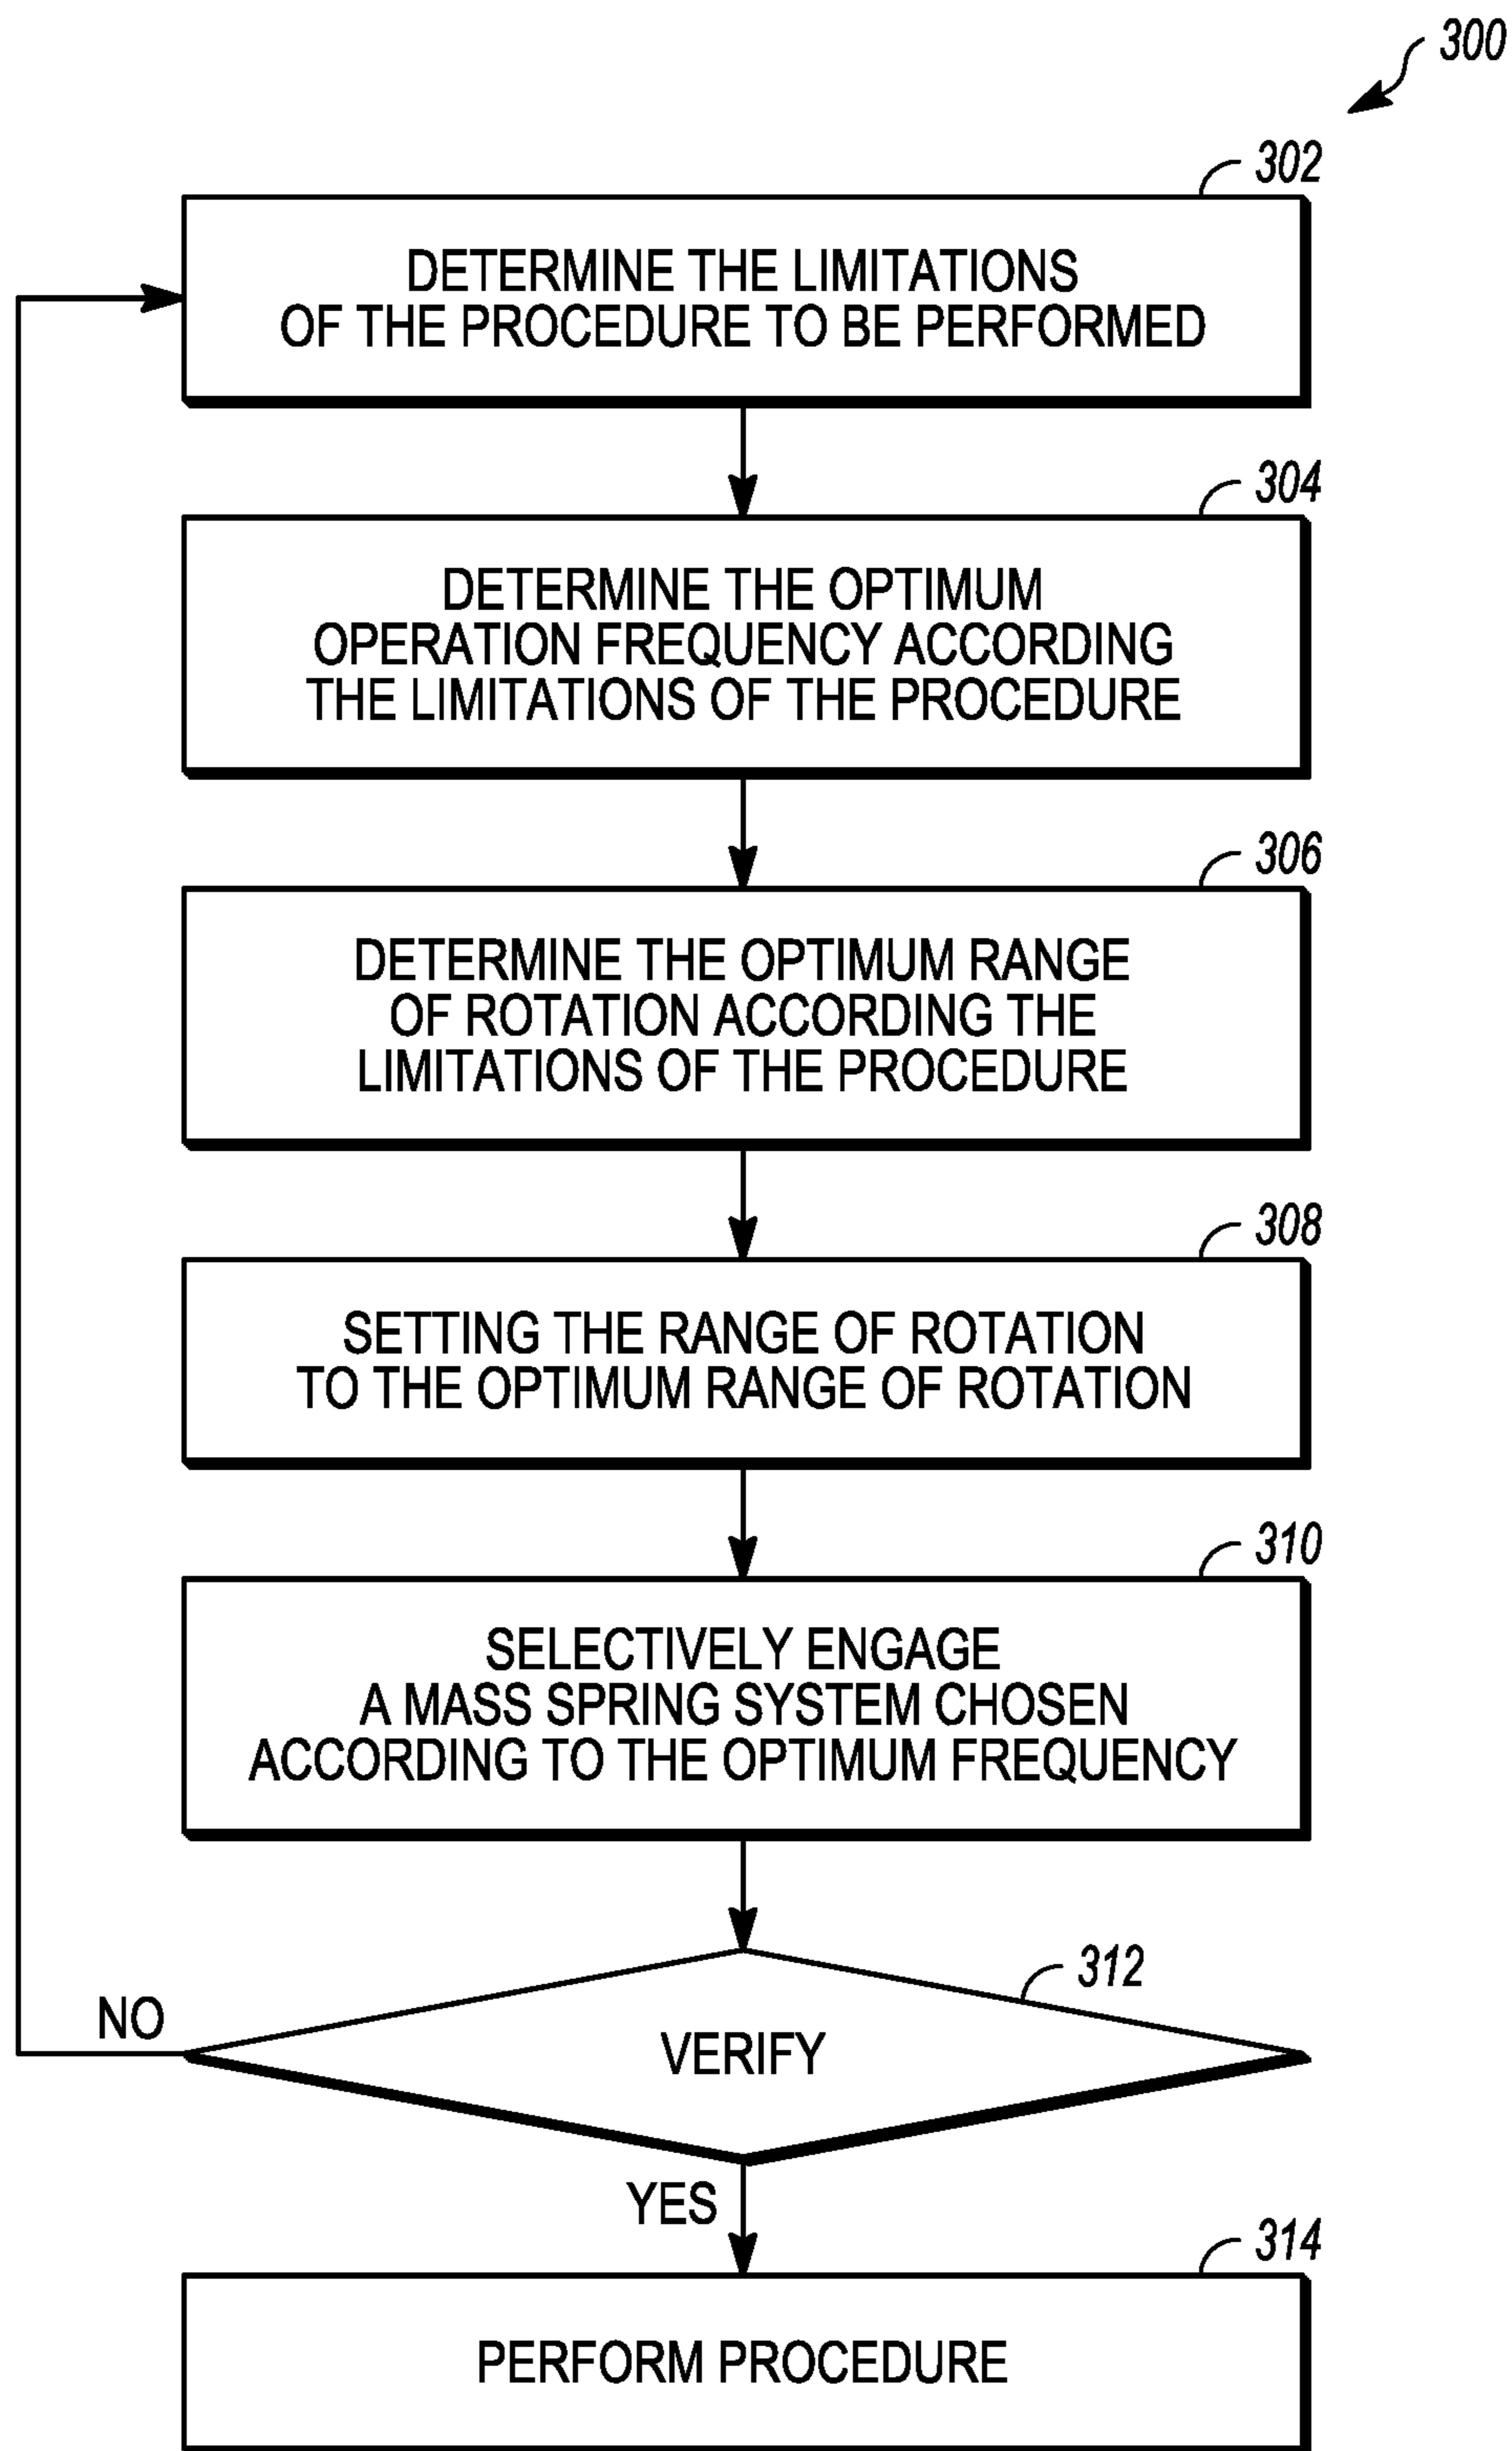 300
302
DETERMINE THE LIMITATIONS
OF THE PROCEDURE TO BE PERFORMED
304
DETERMINE THE OPTIMUM
OPERATION FREQUENCY ACCORDING
THE LIMITATIONS OF THE PROCEDURE
306
DETERMINE THE OPTIMUM RANGE
OF ROTATION ACCORDING THE
LIMITATIONS OF THE PROCEDURE
308
SETTING THE RANGE OF ROTATION
TO THE OPTIMUM RANGE OF ROTATION
310
SELECTIVELY ENGAGE
A MASS SPRING SYSTEM CHOSEN
ACCORDING TO THE OPTIMUM FREQUENCY
312
NO
VERIFY
YES
314
PERFORM PROCEDURE